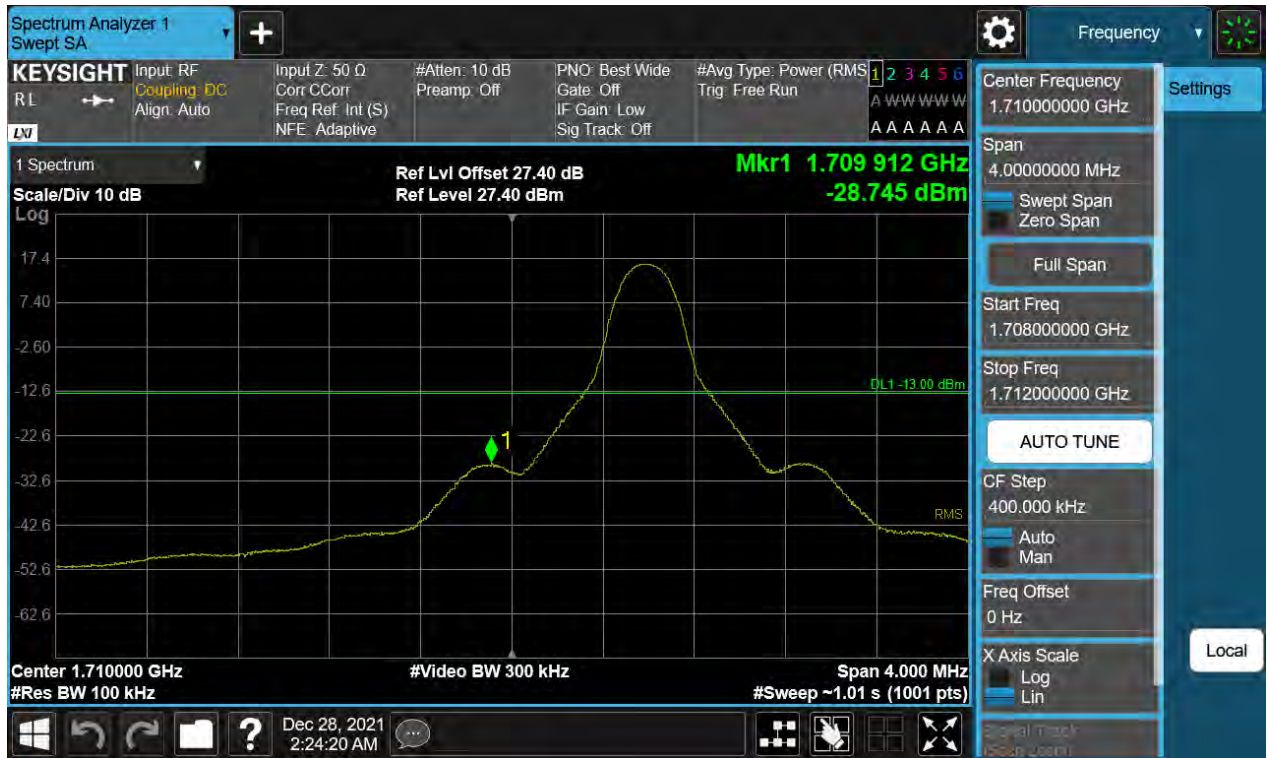 Spectrum Analyzer 1
Swept SA
+
Frequency
KEYSIGHT
RL
LXI
Input: RF
Coupling: DC
Align: Auto
Input Z: 50 Ω
Corr CCorr
Freq Ref: Int (S)
NFE: Adaptive
#Atten: 10 dB
Preamp: Off
PNO: Best Wide
Gate: Off
IF Gain: Low
Sig Track: Off
#Avg Type: Power (RMS
Trig: Free Run
1 2 3 4 5 6
A W W W W W
A A A A A A
1 Spectrum
Scale/Div 10 dB
Log
Ref Lvl Offset 27.40 dB
Ref Level 27.40 dBm
Mkr1 1.709 912 GHz
-28.745 dBm
17.4
7.40
-2.60
-12.6
-22.6
-32.6
-42.6
-52.6
-62.6
DL1 -13.00 dBm
1
RMS
Center 1.710000 GHz
#Video BW 300 kHz
Span 4.000 MHz
#Res BW 100 kHz
#Sweep ~1.01 s (1001 pts)
Center Frequency
1.710000000 GHz
Settings
Span
4.00000000 MHz
Swept Span
Zero Span
Full Span
Start Freq
1.708000000 GHz
Stop Freq
1.712000000 GHz
AUTO TUNE
CF Step
400.000 kHz
Auto
Man
Freq Offset
0 Hz
X Axis Scale
Log
Lin
Local
Signal Track
(Span Zoom)
?
Dec 28, 2021
2:24:20 AM